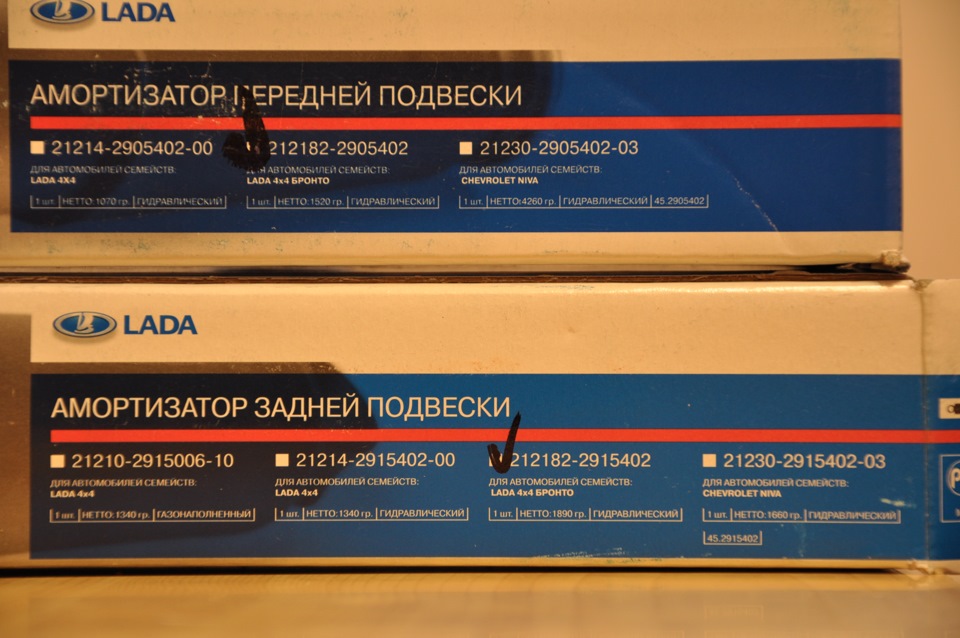 LADA
АМОРТИЗАТОР ПЕРЕДНЕЙ ПОДВЕСКИ
21214-2905402-00 212182-2905402 21230-2905402-03
ДЛЯ АВТОМОБИЛЕЙ СЕМЕЙСТВ: ДЛЯ АВТОМОБИЛЕЙ СЕМЕЙСТВ: ДЛЯ АВТОМОБИЛЕЙ СЕМЕЙСТВ:
LADA 4X4 LADA 4x4 БРОНТО CHEVROLET NIVA
1 шт. НЕТТО: 1070 гр. ГИДРАВЛИЧЕСКИЙ 1 шт. НЕТТО: 1520 гр. ГИДРАВЛИЧЕСКИЙ 1 шт. НЕТТО:4260 гр. ГИДРАВЛИЧЕСКИЙ 45.2905402
LADA
АМОРТИЗАТОР ЗАДНЕЙ ПОДВЕСКИ
21210-2915006-10 21214-2915402-00 212182-2915402 21230-2915402-03
ДЛЯ АВТОМОБИЛЕЙ СЕМЕЙСТВ: ДЛЯ АВТОМОБИЛЕЙ СЕМЕЙСТВ: ДЛЯ АВТОМОБИЛЕЙ СЕМЕЙСТВ: ДЛЯ АВТОМОБИЛЕЙ СЕМЕЙСТВ:
LADA 4x4 LADA 4x4 LADA 4x4 БРОНТО CHEVROLET NIVA
1 шт. НЕТТО: 1340 гр. ГАЗОНАПОЛНЕННЫЙ 1 шт. НЕТТО: 1340 гр. ГИДРАВЛИЧЕСКИЙ 1 шт. НЕТТО: 1890 гр. ГИДРАВЛИЧЕСКИЙ 1 шт. НЕТТО: 1660 гр. ГИДРАВЛИЧЕСКИЙ
45.2915402